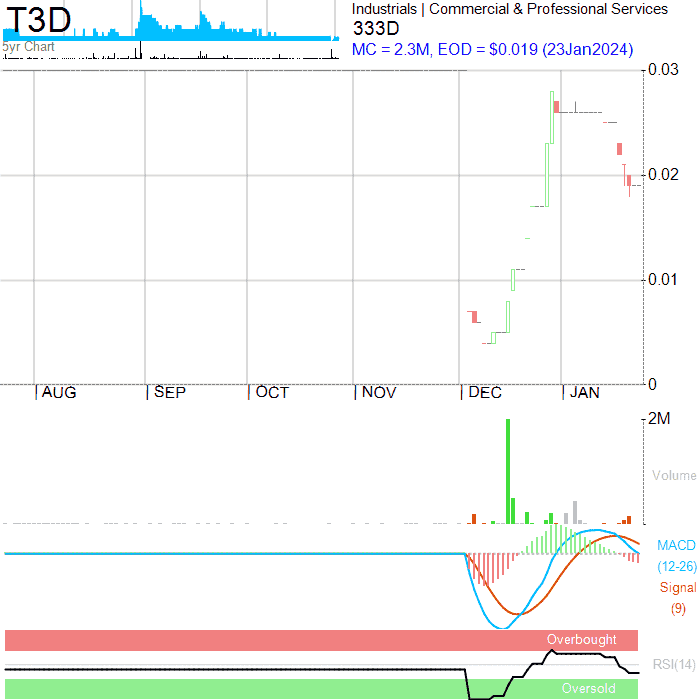 T3D
5yr Chart
Industrials | Commercial & Professional Services
333D
MC = 2.3M, EOD = $0.019 (23Jan2024)
0.03
0.02
0.01
0
AUG
SEP
OCT
NOV
DEC
JAN
2M
Volume
MACD
(12-26)
Signal
(9)
Overbought
RSI(14)
Oversold